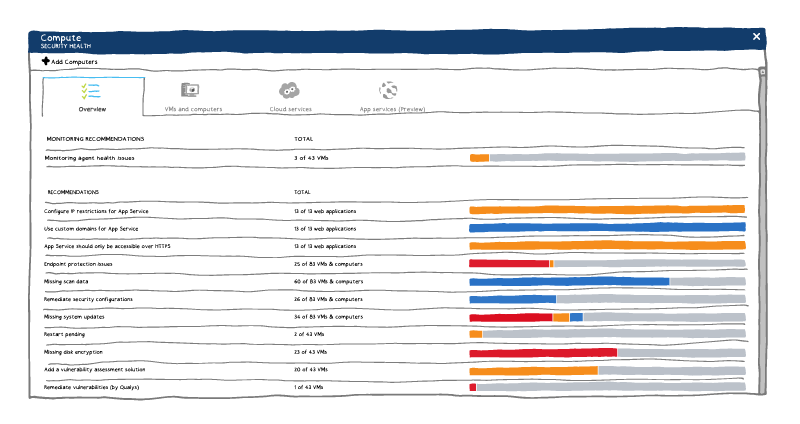 Compute
SECURITY HEALTH
Add Computers
Overview
VMs and computers
Cloud services
App services (Preview)
MONITORING RECOMMENDATIONS TOTAL
Monitoring agent health issues 3 of 43 VMs
RECOMMENDATIONS TOTAL
Configure IP restrictions for App Service 13 of 13 web applications
Use custom domains for App Service 13 of 13 web applications
App Service should only be accessible over HTTPS 13 of 13 web applications
Endpoint protection issues 25 of 83 VMs & computers
Missing scan data 60 of 83 VMs & computers
Remediate security configurations 26 of 83 VMs & computers
Missing system updates 34 of 83 VMs & computers
Restart pending 2 of 43 VMs
Missing disk encryption 23 of 43 VMs
Add a vulnerability assessment solution 20 of 43 VMs
Remediate vulnerabilities (by Qualys) 1 of 43 VMs